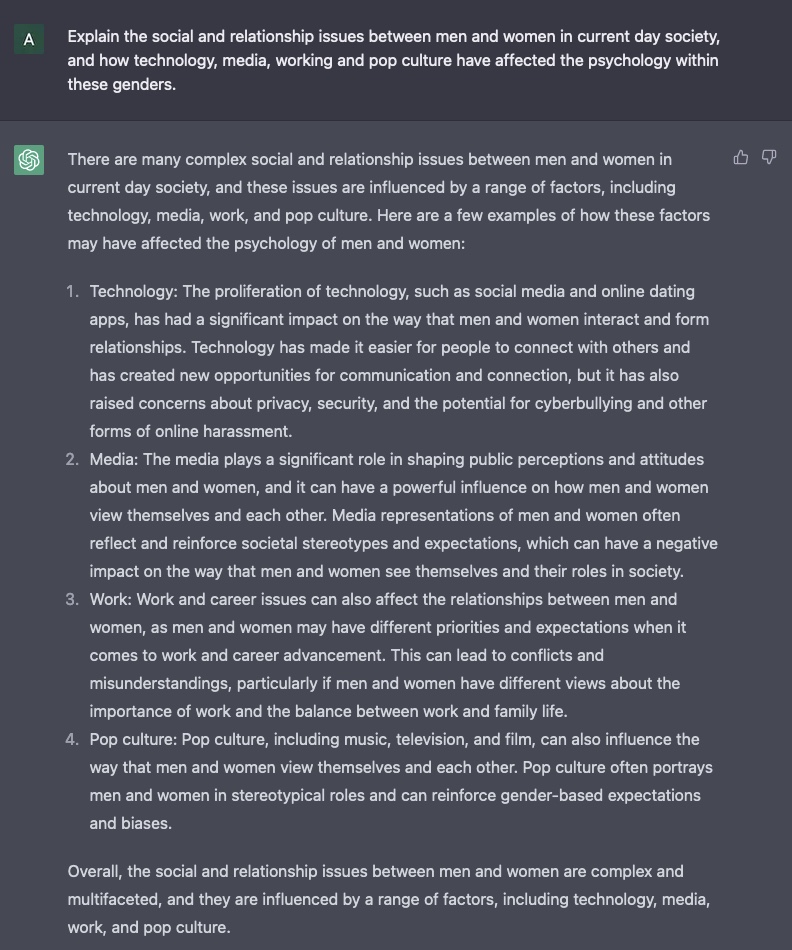 A
Explain the social and relationship issues between men and women in current day society,
and how technology, media, working and pop culture have affected the psychology within
these genders.
There are many complex social and relationship issues between men and women in
current day society, and these issues are influenced by a range of factors, including
technology, media, work, and pop culture. Here are a few examples of how these factors
may have affected the psychology of men and women:
1. Technology: The proliferation of technology, such as social media and online dating
apps, has had a significant impact on the way that men and women interact and form
relationships. Technology has made it easier for people to connect with others and
has created new opportunities for communication and connection, but it has also
raised concerns about privacy, security, and the potential for cyberbullying and other
forms of online harassment.
2. Media: The media plays a significant role in shaping public perceptions and attitudes
about men and women, and it can have a powerful influence on how men and women
view themselves and each other. Media representations of men and women often
reflect and reinforce societal stereotypes and expectations, which can have a negative
impact on the way that men and women see themselves and their roles in society.
3. Work: Work and career issues can also affect the relationships between men and
women, as men and women may have different priorities and expectations when it
comes to work and career advancement. This can lead to conflicts and
misunderstandings, particularly if men and women have different views about the
importance of work and the balance between work and family life.
4. Pop culture: Pop culture, including music, television, and film, can also influence the
way that men and women view themselves and each other. Pop culture often portrays
men and women in stereotypical roles and can reinforce gender-based expectations
and biases.
Overall, the social and relationship issues between men and women are complex and
multifaceted, and they are influenced by a range of factors, including technology, media,
work, and pop culture.